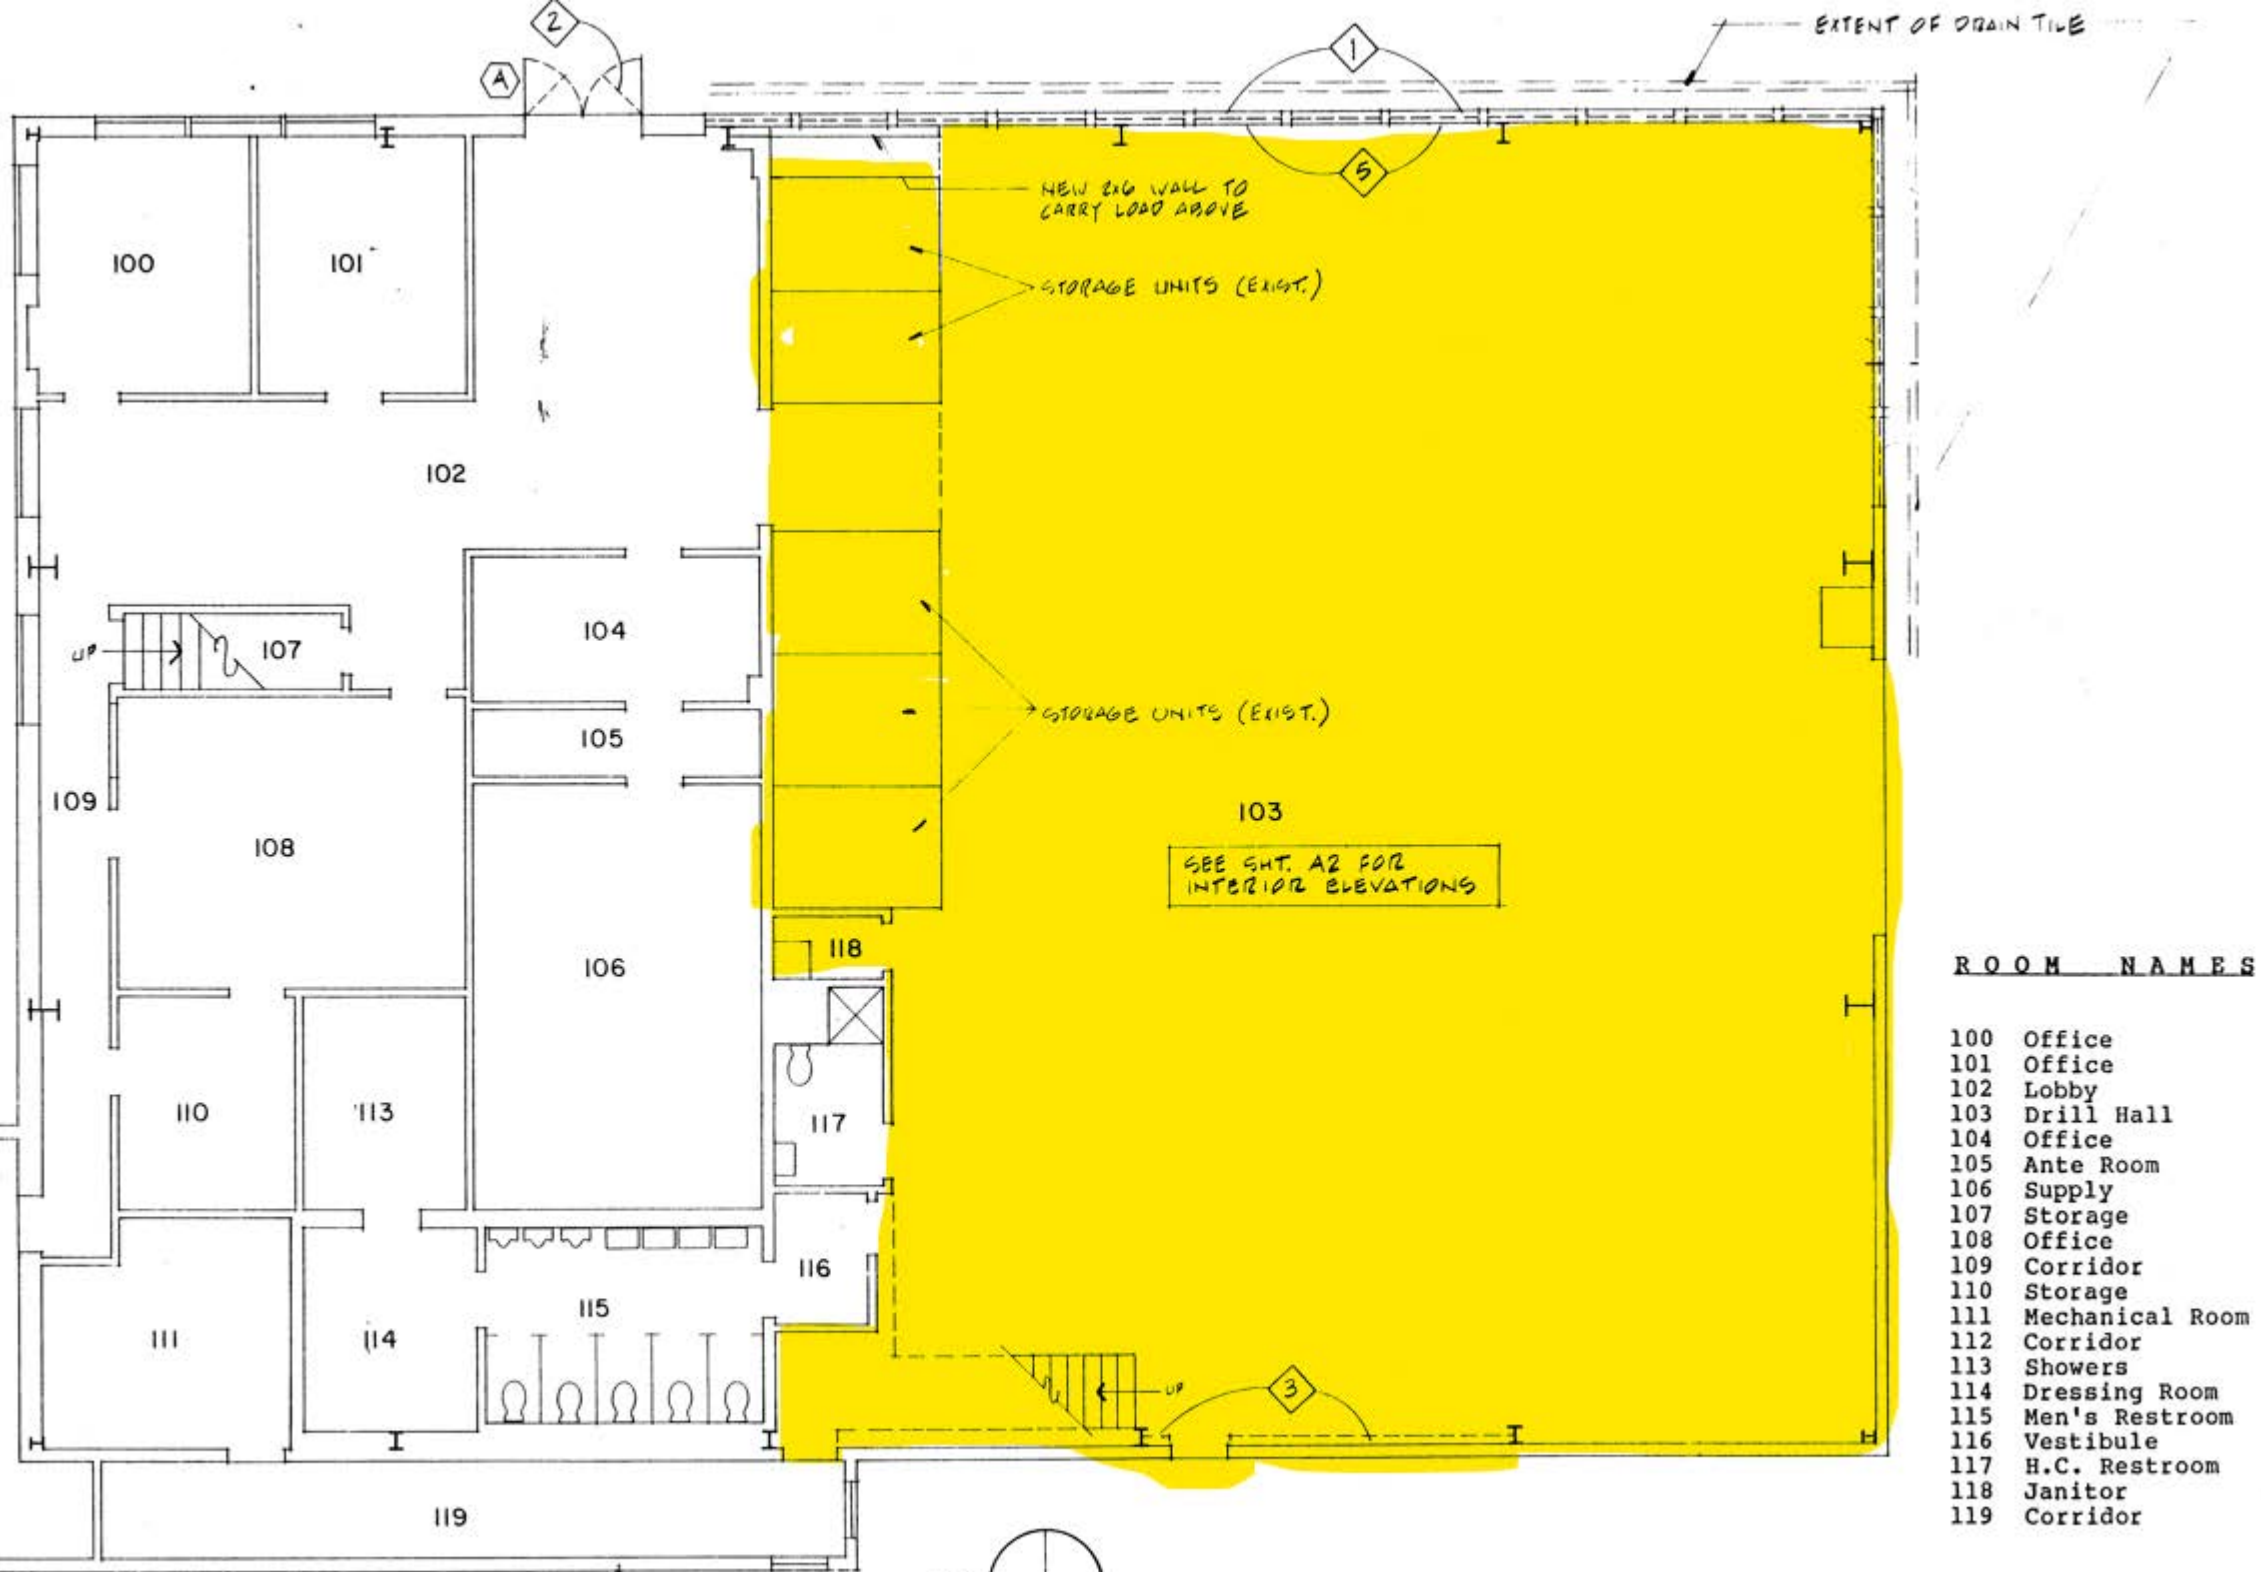 2
A
1
EXTENT OF DRAIN TILE
5
NEW 2x6 WALL TO
CARRY LOAD ABOVE
100
101
STORAGE UNITS (EXIST.)
102
104
UP
107
STORAGE UNITS (EXIST.)
105
109
103
108
SEE SHT. A2 FOR
INTERIOR ELEVATIONS
118
106
ROOM NAMES
110
113
117
116
115
111
114
UP
3
119
100 Office
101 Office
102 Lobby
103 Drill Hall
104 Office
105 Ante Room
106 Supply
107 Storage
108 Office
109 Corridor
110 Storage
111 Mechanical Room
112 Corridor
113 Showers
114 Dressing Room
115 Men's Restroom
116 Vestibule
117 H.C. Restroom
118 Janitor
119 Corridor